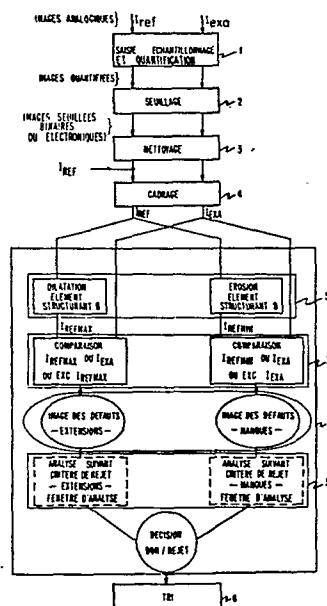 IMAGES ANALOGIQUES} Iref Iexa
SAISIE ECHANTILLONNAGE
ET QUANTIFICATION
1
IMAGES QUANTIFIÉES}
SEUILLAGE
2
IMAGES SEUILLEES
BINAIRES
OU ELECTRONIQUES}
NETTOYAGE
3
IREF
CADRAGE
4
IREF IEXA
DILATATION
ELEMENT
STRUCTURANT B
EROSION
ELEMENT
STRUCTURANT B
IREFMAX IREFMIN
COMPARAISON
IREFMAX OU IEXA
OU EXC IREFMAX
COMPARAISON
IREFMIN OU IEXA
OU EXC IEXA
IMAGE DES DEFAUTS
— EXTENSIONS —
IMAGE DES DEFAUTS
— MANQUES —
ANALYSE SUIVANT
CRITERE DE REJET
— EXTENSIONS —
FENETRE D'ANALYSE
ANALYSE SUIVANT
CRITERE DE REJET
— MANQUES —
FENETRE D'ANALYSE
DECISION
BON / REJET
TRI
6